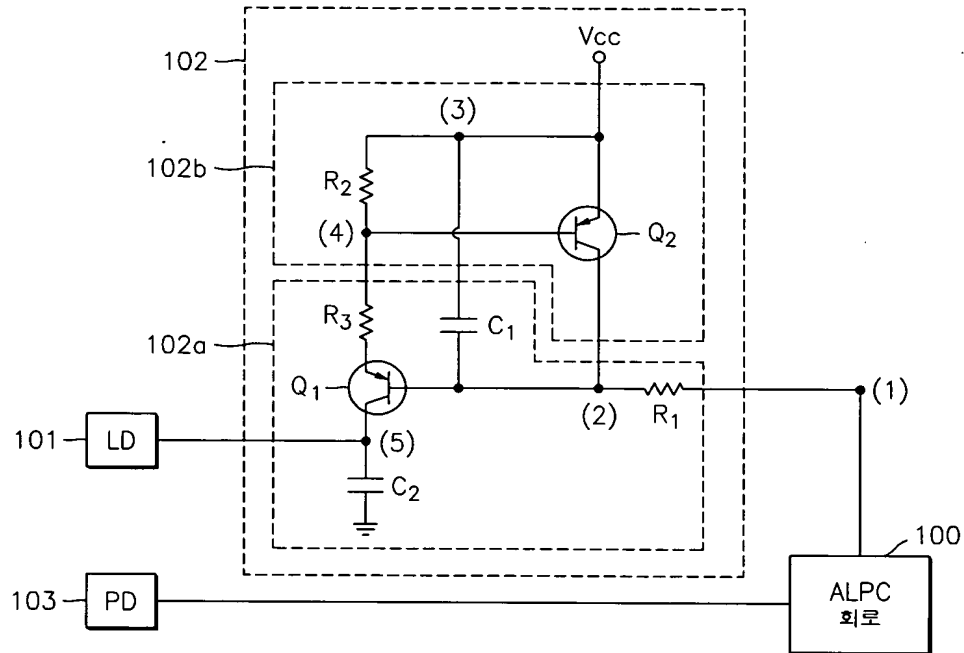 102
Vcc
(3)
102b
R2
(4)
Q2
R3
C1
102a
Q1
(2)
R1
(1)
101
LD
(5)
C2
100
103
PD
ALPC
회로